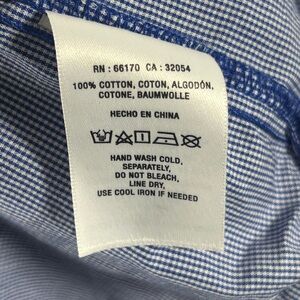 RN : 66170 CA : 32054
100% COTTON, COTON, ALGODÓN,
COTONE, BAUMWOLLE
HECHO EN CHINA
HAND WASH COLD,
SEPARATELY,
DO NOT BLEACH,
LINE DRY,
USE COOL IRON IF NEEDED